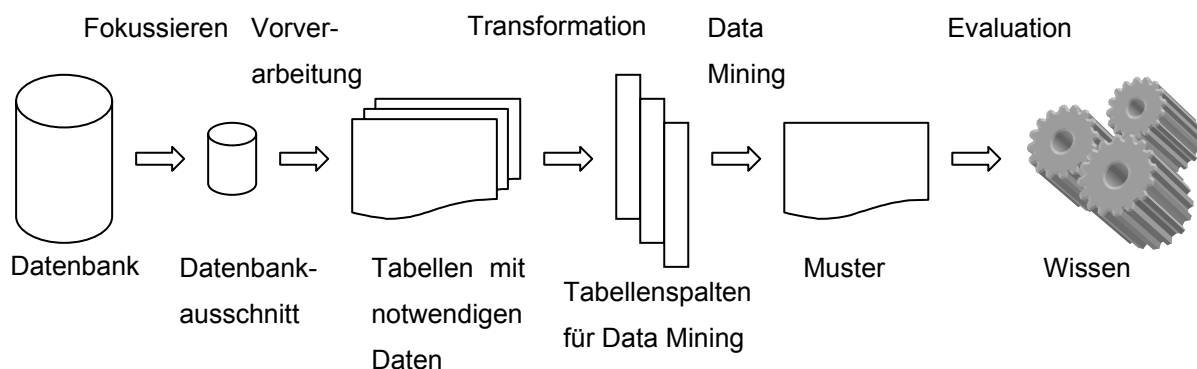 Fokussieren
Vorver-
arbeitung
Transformation
Data
Mining
Evaluation
Datenbank
Datenbank-
ausschnitt
Tabellen mit
notwendigen
Daten
Tabellenspalten
für Data Mining
Muster
Wissen